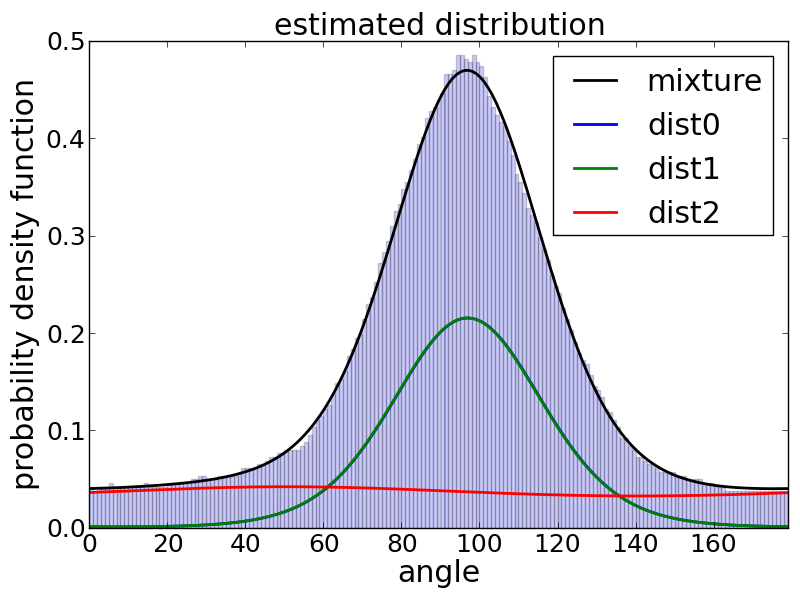 estimated distribution
probability density function
0.5
0.4
0.3
0.2
0.1
0.0
mixture
dist0
dist1
dist2
0 20 40 60 80 100 120 140 160
angle